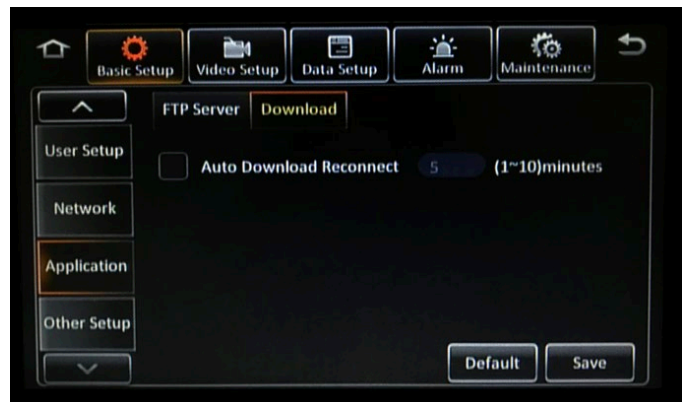 Basic Setup
Video Setup
Data Setup
Alarm
Maintenance
FTP Server
Download
User Setup
Auto Download Reconnect 5 (1~10)minutes
Network
Application
Other Setup
Default
Save